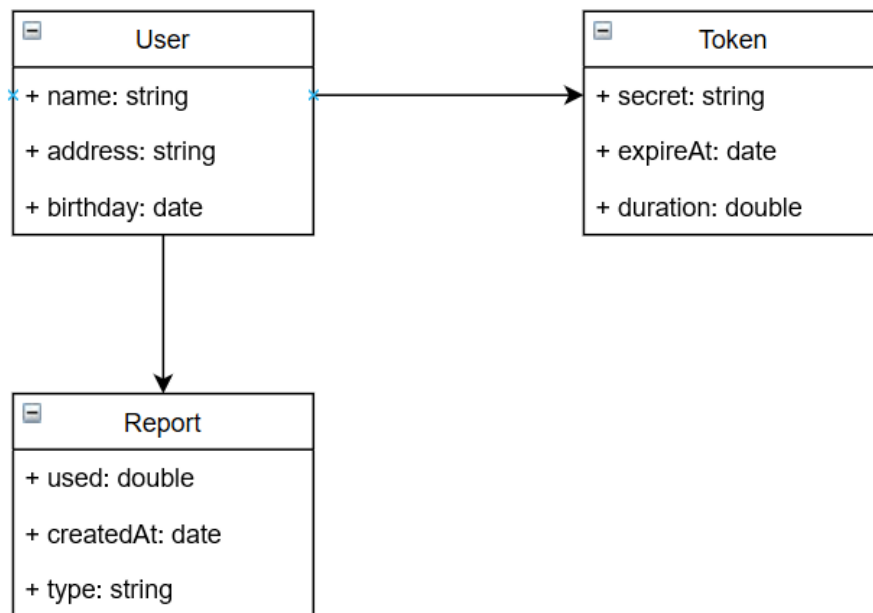 User
+ name: string
+ address: string
+ birthday: date
Token
+ secret: string
+ expireAt: date
+ duration: double
Report
+ used: double
+ createdAt: date
+ type: string